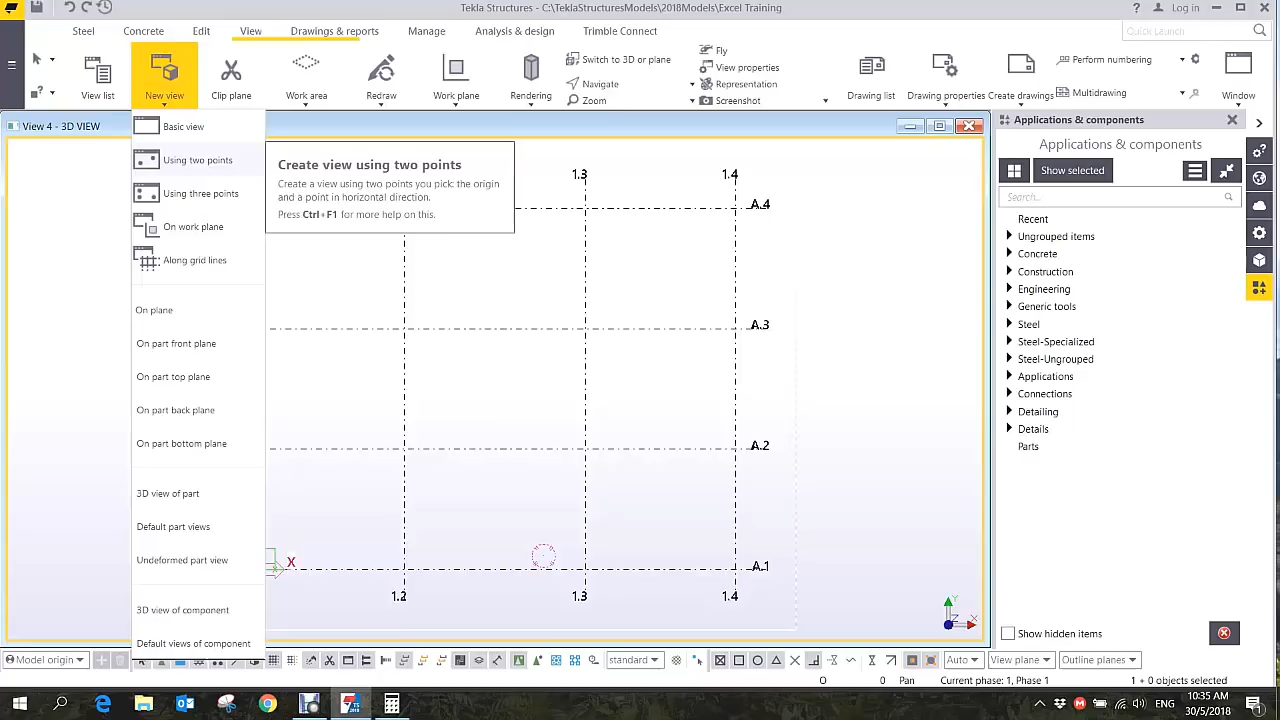 Tekla Structures - C:\TeklaStructuresModels\2018Models\Excel Training
Log in
Steel
Concrete
Edit
View
Drawings & reports
Manage
Analysis & design
Trimble Connect
Quick Launch
View list
New view
Clip plane
Work area
Redraw
Work plane
Rendering
Switch to 3D or plane
Navigate
Zoom
Fly
View properties
Representation
Screenshot
Drawing list
Drawing properties
Create drawings
Perform numbering
Multidrawing
Window
View 4 - 3D VIEW
Basic view
Using two points
Using three points
On work plane
Along grid lines
On plane
On part front plane
On part top plane
On part back plane
On part bottom plane
3D view of part
Default part views
Undeformed part view
3D view of component
Default views of component
Create view using two points
Create a view using two points you pick: the origin
and a point in horizontal direction.
Press Ctrl+F1 for more help on this.
1.3
1.4
A.4
A.3
A.2
A.1
X
1.2
1.3
1.4
Y
Z
X
Applications & components
Applications & components
Show selected
Search...
Recent
Ungrouped items
Concrete
Construction
Engineering
Generic tools
Steel
Steel-Specialized
Steel-Ungrouped
Applications
Connections
Detailing
Details
Parts
Show hidden items
Model origin
standard
Auto
View plane
Outline planes
O
0
Pan
Current phase: 1, Phase 1
1 + 0 objects selected
ENG
10:35 AM
30/5/2018